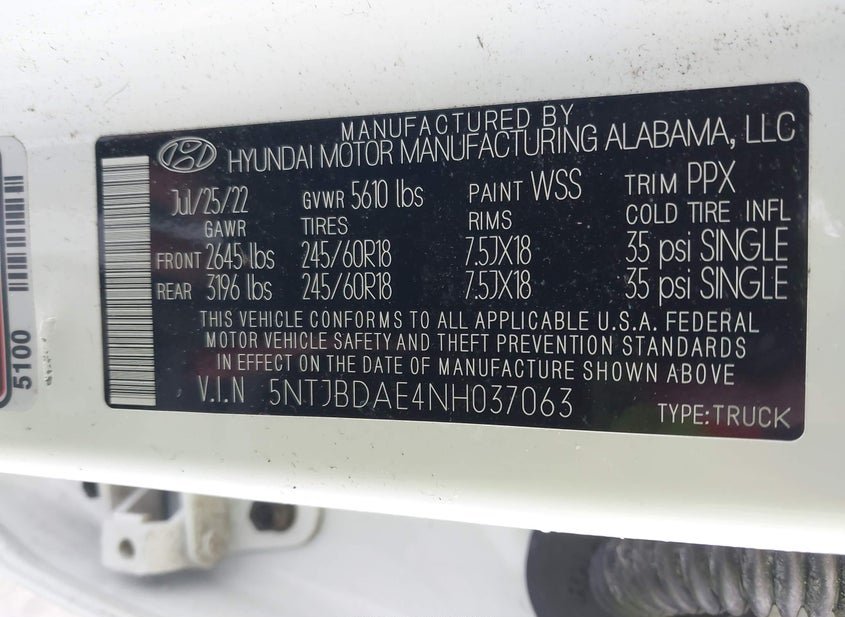 MANUFACTURED BY
HYUNDAI MOTOR MANUFACTURING ALABAMA, LLC
Jul/25/22 GVWR 5610 lbs PAINT WSS TRIM PPX
GAWR TIRES RIMS COLD TIRE INFL
FRONT 2645 lbs 245/60R18 7.5JX18 35 psi SINGLE
REAR 3196 lbs 245/60R18 7.5JX18 35 psi SINGLE
THIS VEHICLE CONFORMS TO ALL APPLICABLE U.S.A. FEDERAL
MOTOR VEHICLE SAFETY AND THEFT PREVENTION STANDARDS
IN EFFECT ON THE DATE OF MANUFACTURE SHOWN ABOVE
V.I.N 5NTJBDAE4NH037063 TYPE:TRUCK
5100